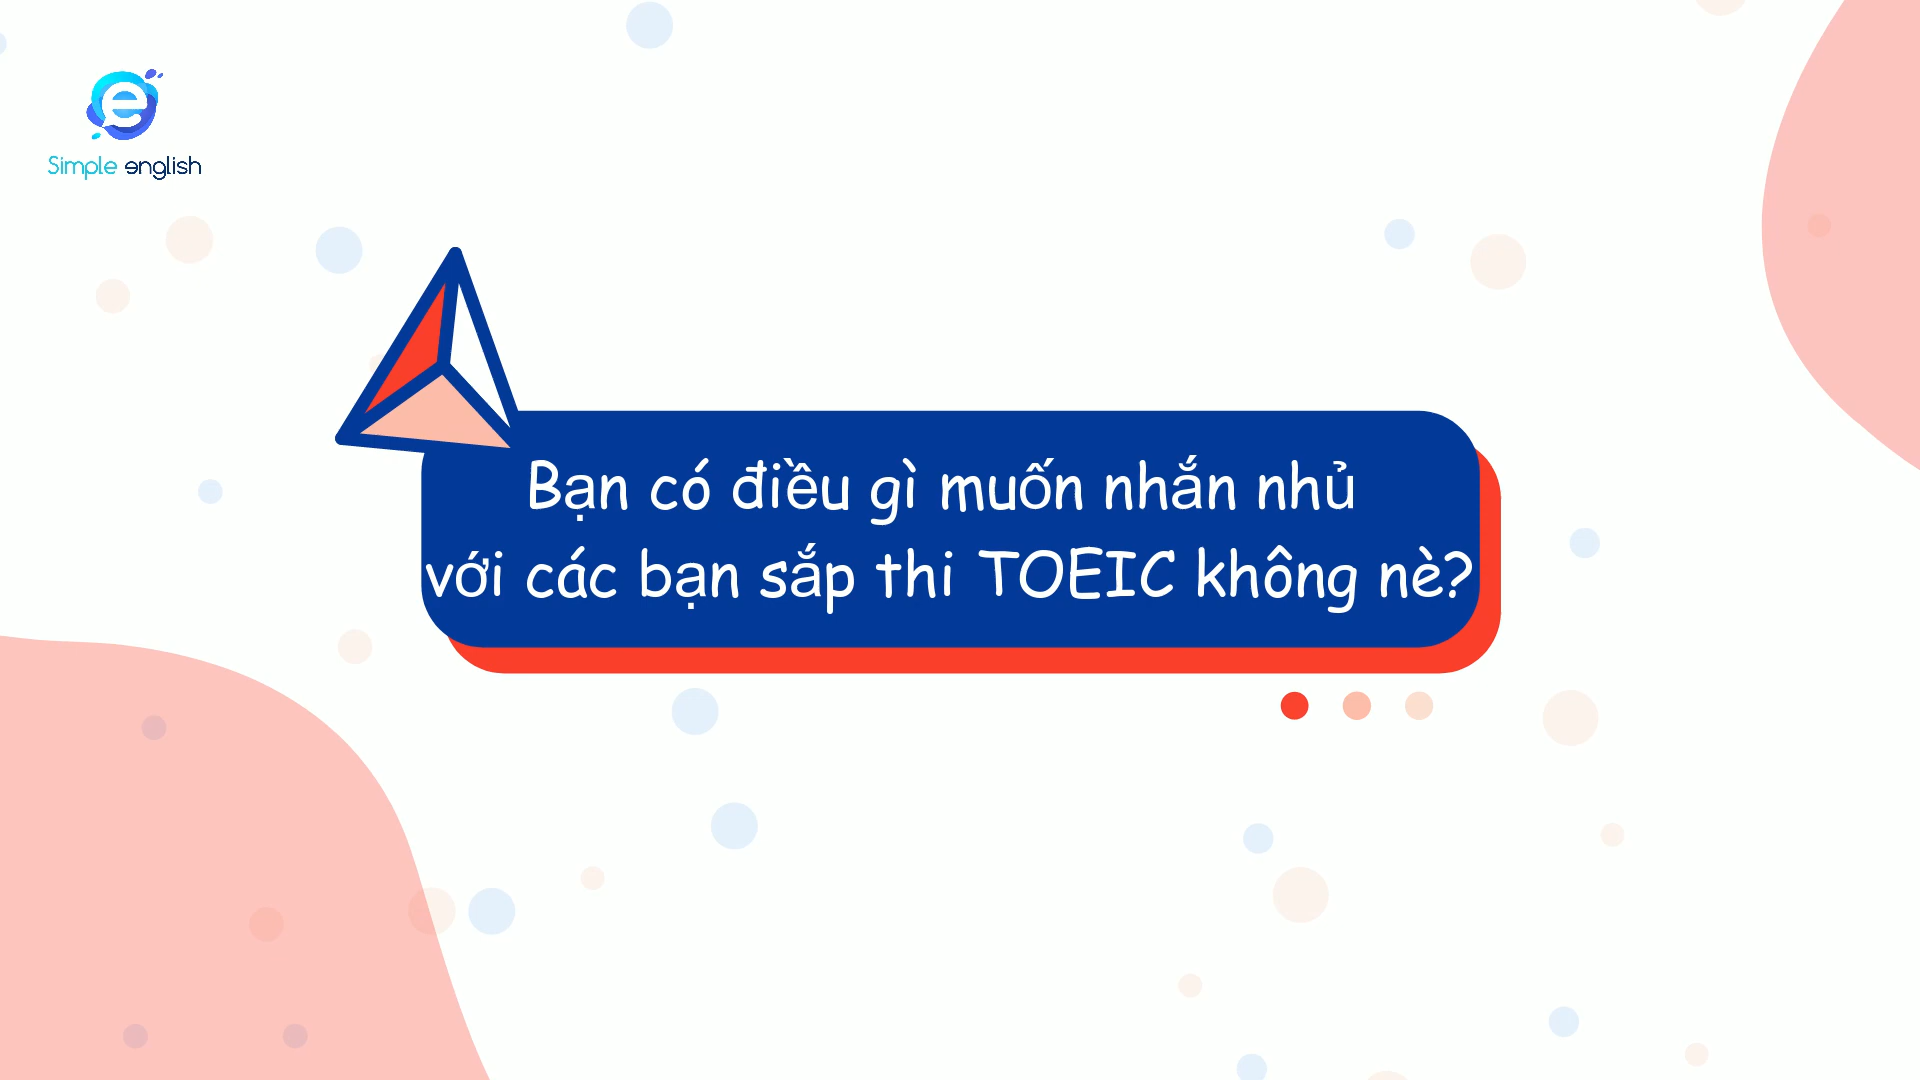 Simple english
Bạn có điều gì muốn nhắn nhủ
với các bạn sắp thi TOEIC không nè?